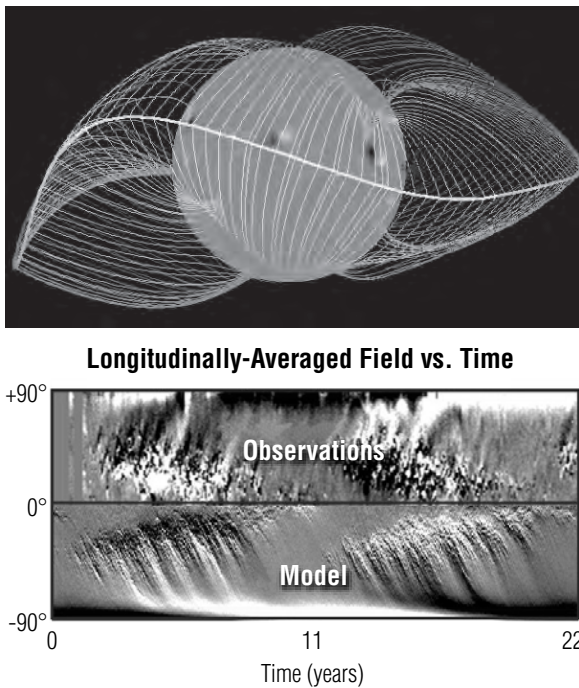 Longitudinally-Averaged Field vs. Time
+90°
Observations
0°
Model
-90°
0 11 22
Time (years)